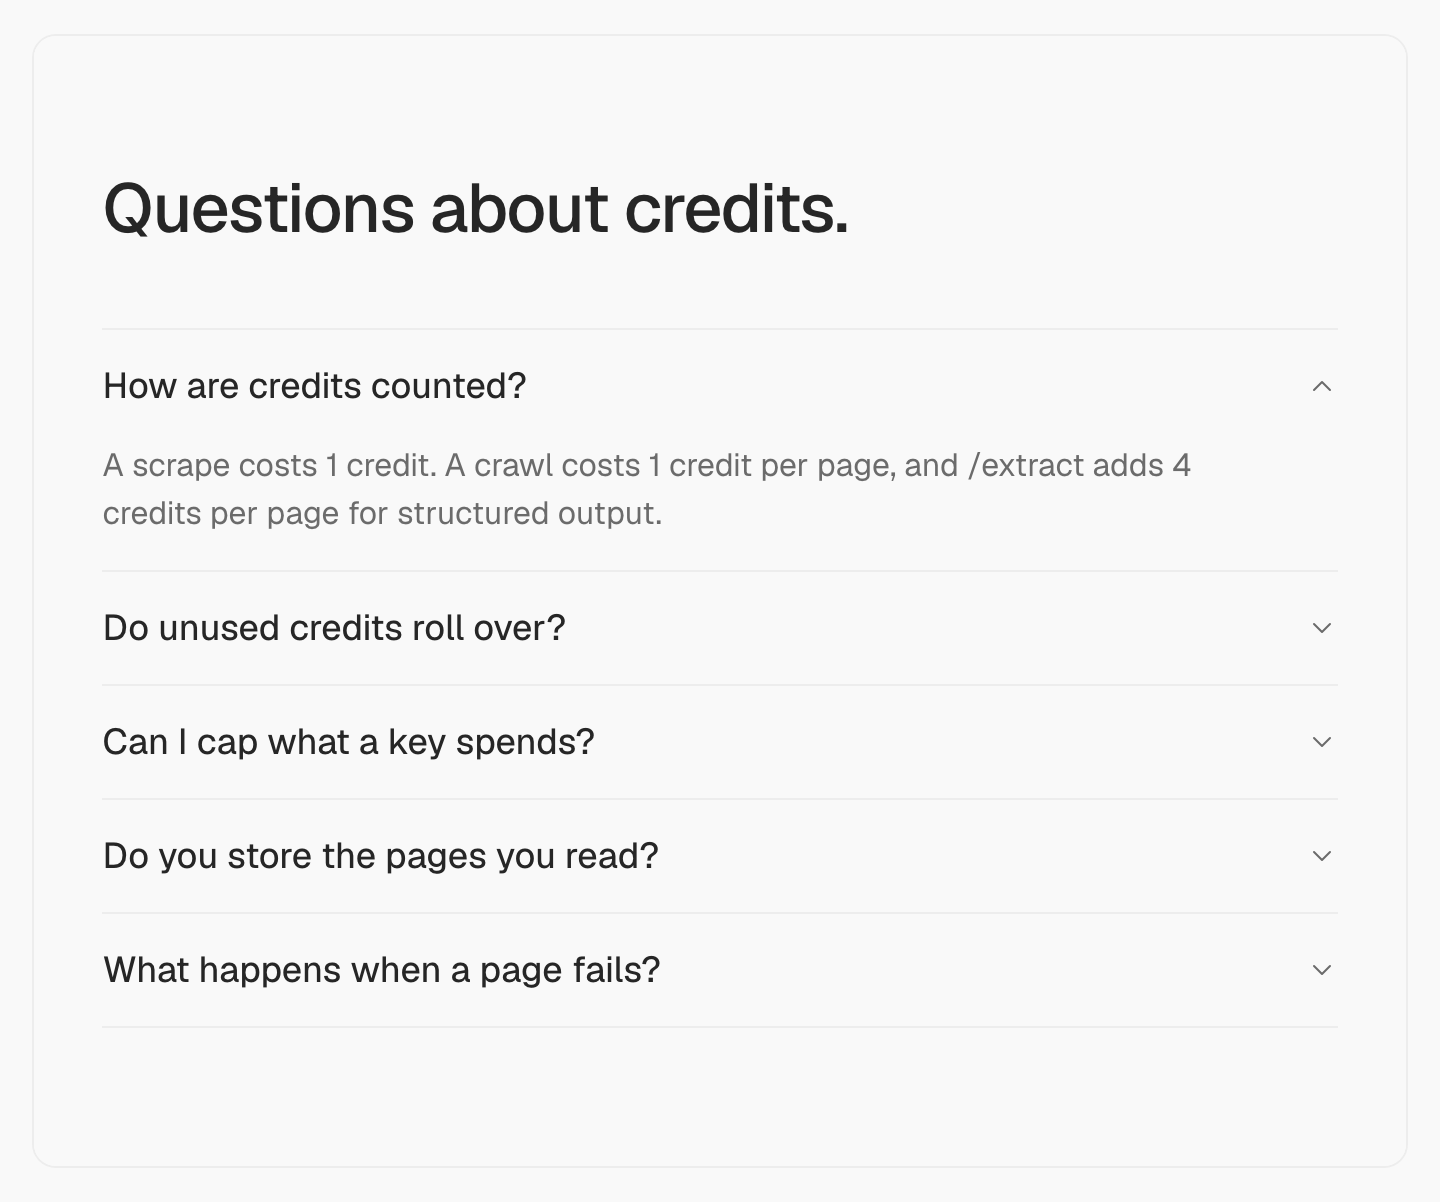 Questions about credits.
How are credits counted?
A scrape costs 1 credit. A crawl costs 1 credit per page, and /extract adds 4
credits per page for structured output.
Do unused credits roll over?
Can I cap what a key spends?
Do you store the pages you read?
What happens when a page fails?